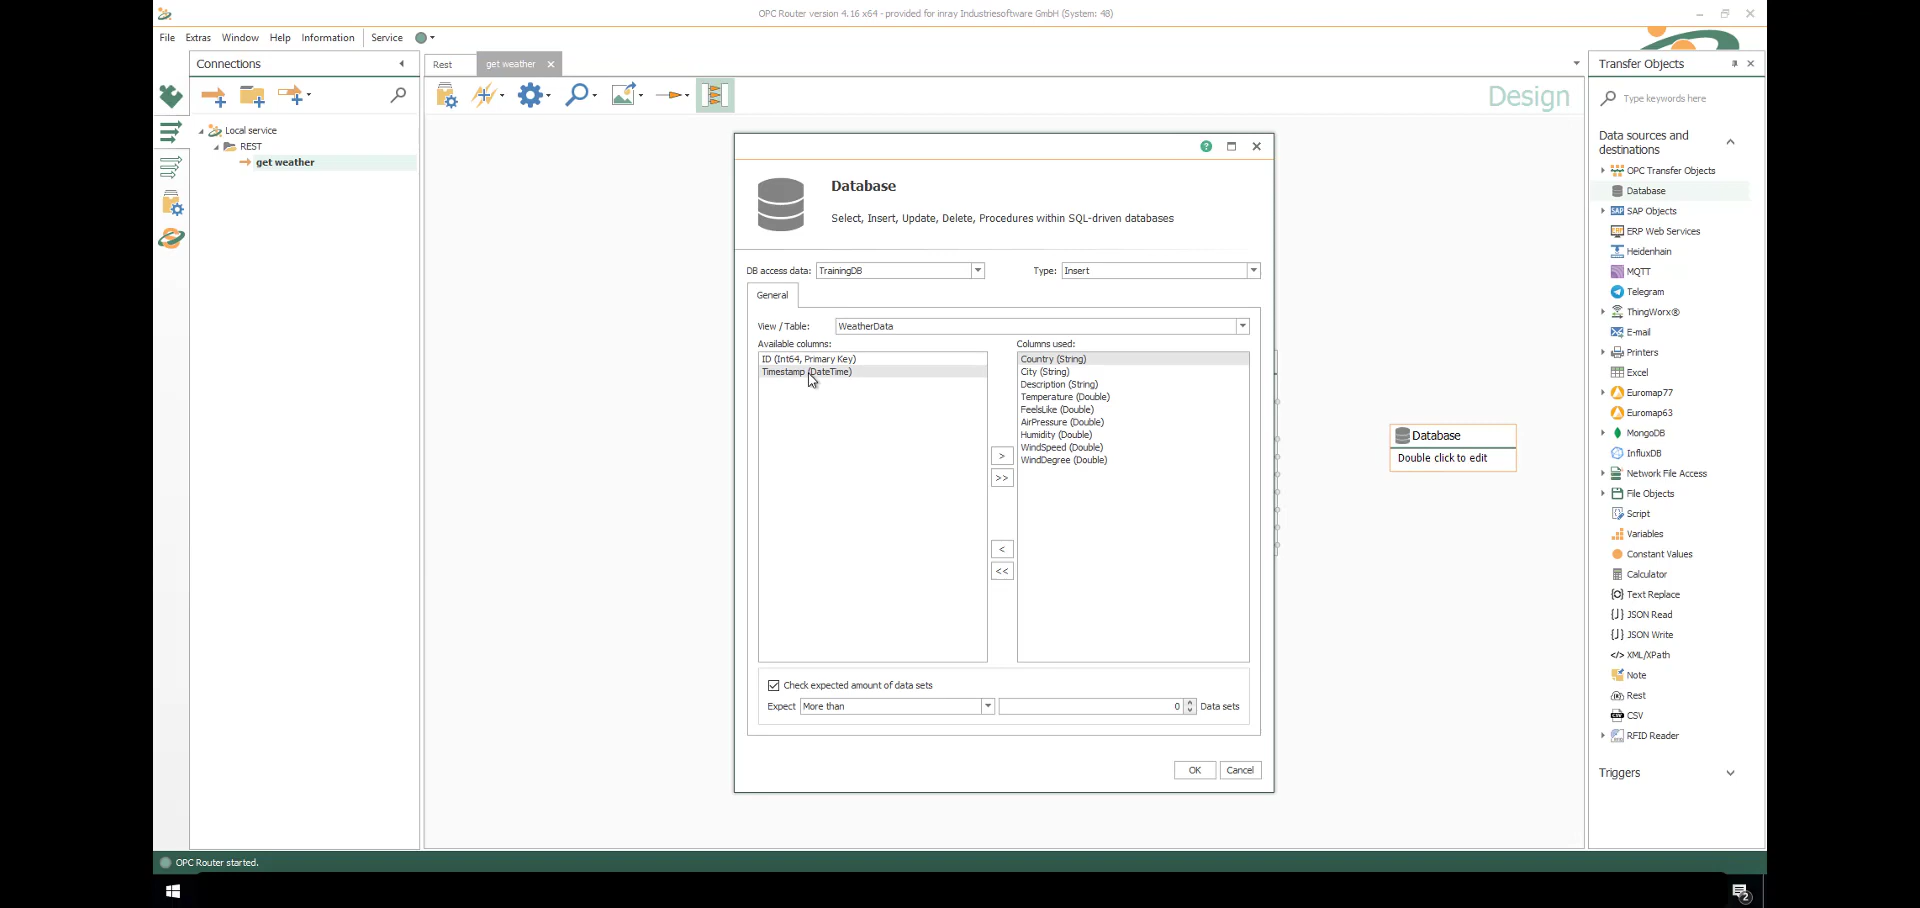 OPC Router version 4.16 x64 - provided for inray Industriesoftware GmbH (System: 48)
File Extras Window Help Information Service
Connections
Rest
get weather
Transfer Objects
Design
Type keywords here
Local service
REST
get weather
Database
Select, Insert, Update, Delete, Procedures within SQL-driven databases
DB access data: TrainingDB
Type: Insert
General
View / Table: WeatherData
Available columns:
Columns used:
ID (Int64, Primary Key)
Timestamp (DateTime)
Country (String)
City (String)
Description (String)
Temperature (Double)
FeelsLike (Double)
AirPressure (Double)
Humidity (Double)
WindSpeed (Double)
WindDegree (Double)
>
>>
<
<<
Check expected amount of data sets
Expect More than 0 Data sets
OK Cancel
Database
Double click to edit
Data sources and
destinations
OPC Transfer Objects
Database
SAP SAP Objects
ERP Web Services
Heidenhain
MQTT
Telegram
ThingWorx®
E-mail
Printers
Excel
Euromap77
Euromap63
MongoDB
InfluxDB
Network File Access
File Objects
Script
Variables
Constant Values
Calculator
Text Replace
JSON Read
JSON Write
XML/XPath
Note
Rest
CSV
RFID Reader
Triggers
OPC Router started.
2